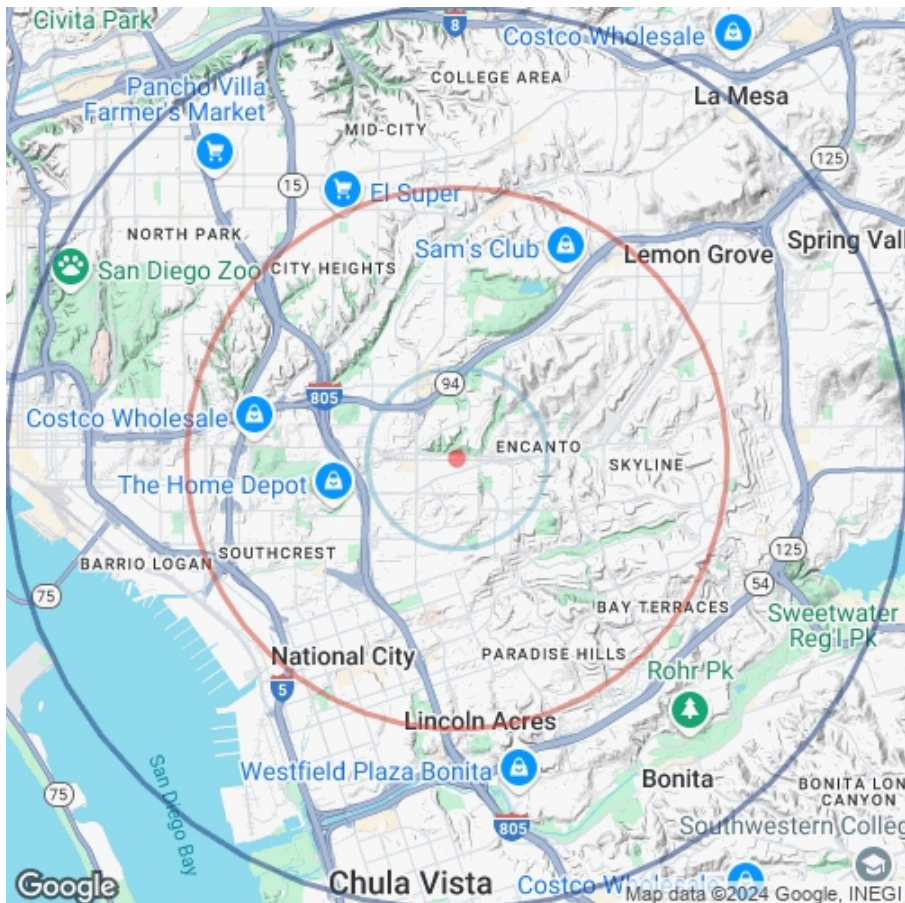 Civita Park
8
Costco Wholesale
COLLEGE AREA
Pancho Villa
Farmer's Market
La Mesa
MID-CITY
125
15
El Super
NORTH PARK
Sam's Club
Lemon Grove
Spring Vall
San Diego Zoo
CITY HEIGHTS
94
805
Costco Wholesale
ENCANTO
SKYLINE
The Home Depot
SOUTHCREST
BARRIO LOGAN
125
54
75
BAY TERRACES
Sweetwater
Reg'l Pk
National City
PARADISE HILLS
Rohr Pk
5
Lincoln Acres
Westfield Plaza Bonita
Bonita
75
San Diego Bay
BONITA LON
CANYON
805
Southwestern Colleg
Google
Chula Vista
Costco Wholesale
Map data ©2024 Google, INEGI